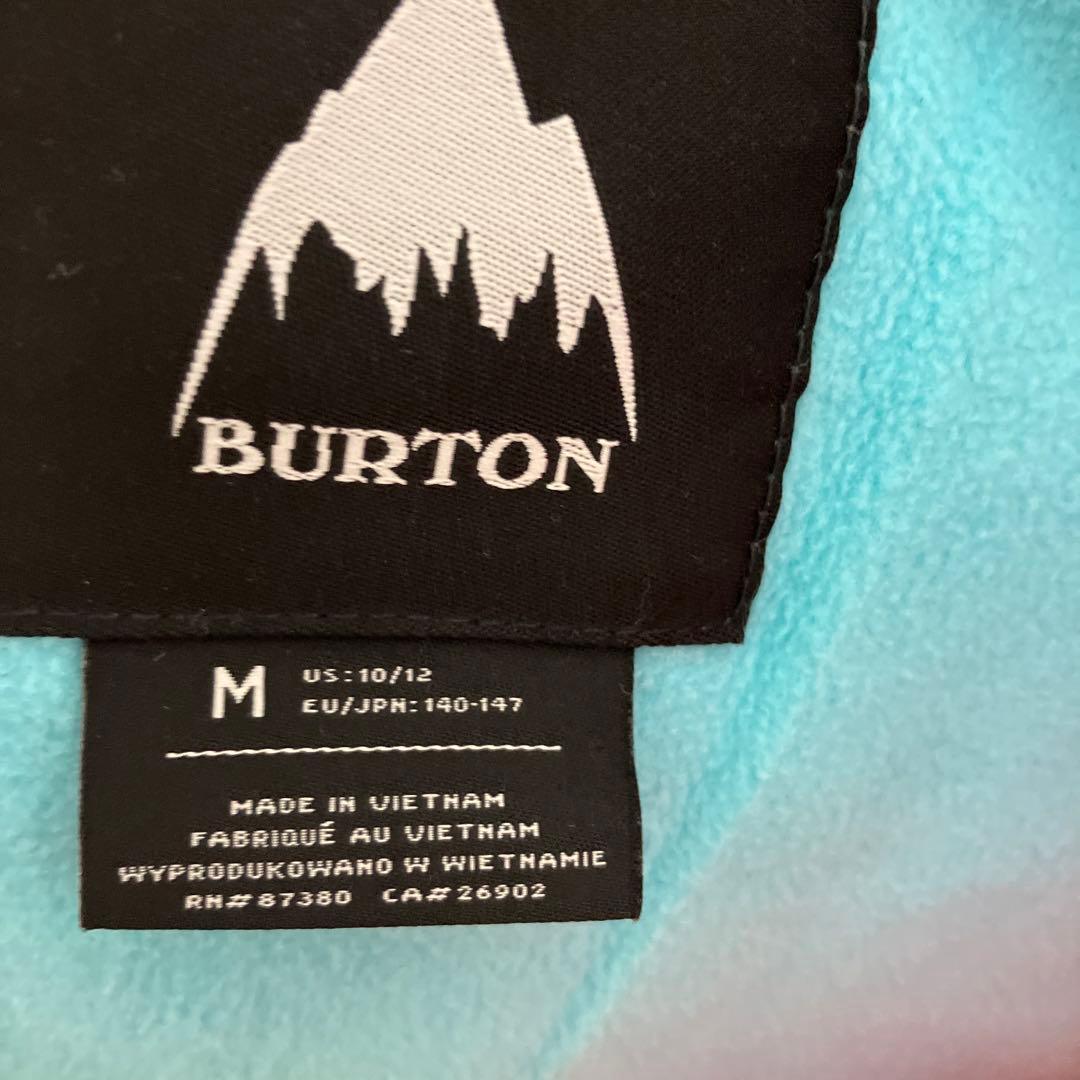 BURTON
M
US:10/12
EU/JPN:140-147
MADE IN VIETNAM
FABRIQUÉ AU VIETNAM
WYPRODUKOWANO W WIETNAMIE
RN#87380 CA#26902